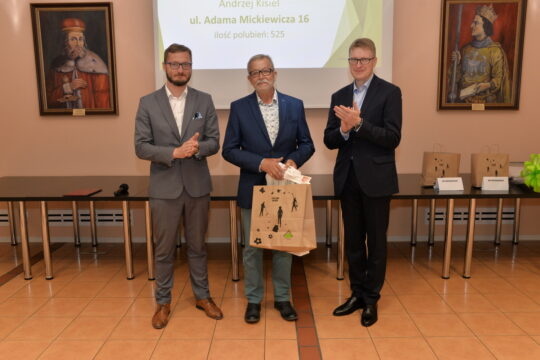 Andrzej Kisiel
ul. Adama Mickiewicza 16
ilość polubień: 525